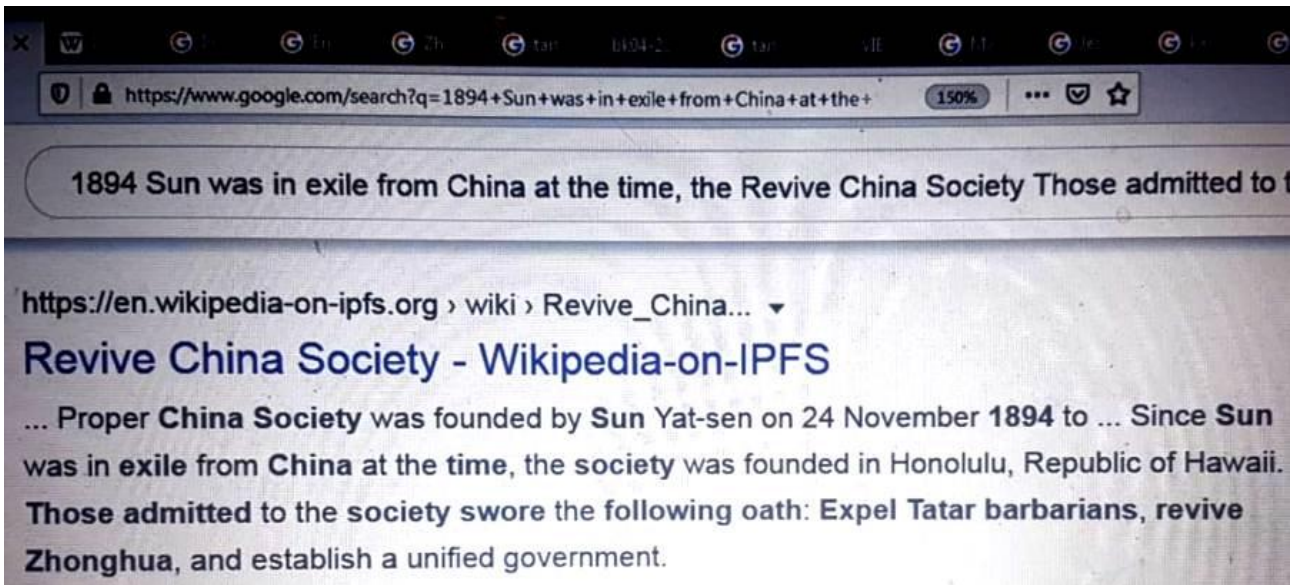 https://www.google.com/search?q=1894+Sun+was+in+exile+from+China+at+the+ 150%
1894 Sun was in exile from China at the time, the Revive China Society Those admitted to t
https://en.wikipedia-on-ipfs.org › wiki › Revive_China...
Revive China Society - Wikipedia-on-IPFS
... Proper China Society was founded by Sun Yat-sen on 24 November 1894 to ... Since Sun
was in exile from China at the time, the society was founded in Honolulu, Republic of Hawaii.
Those admitted to the society swore the following oath: Expel Tatar barbarians, revive
Zhonghua, and establish a unified government.